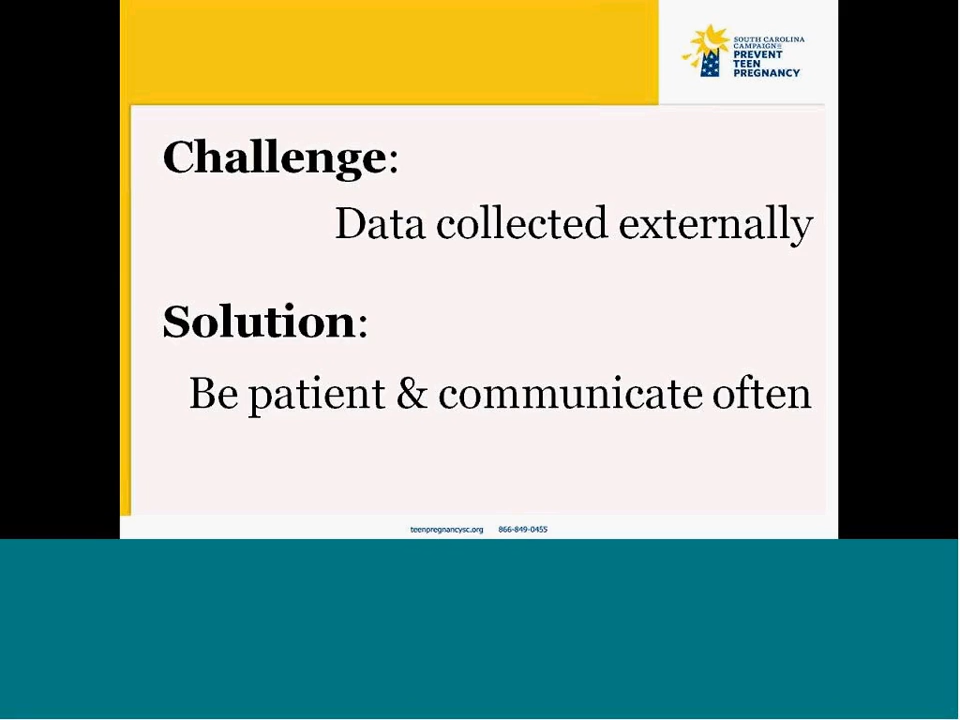 SOUTH CAROLINA
CAMPAIGN TO
PREVENT
TEEN
PREGNANCY
Challenge:
Data collected externally
Solution:
Be patient & communicate often
teenpregnancysc.org 866-849-0455